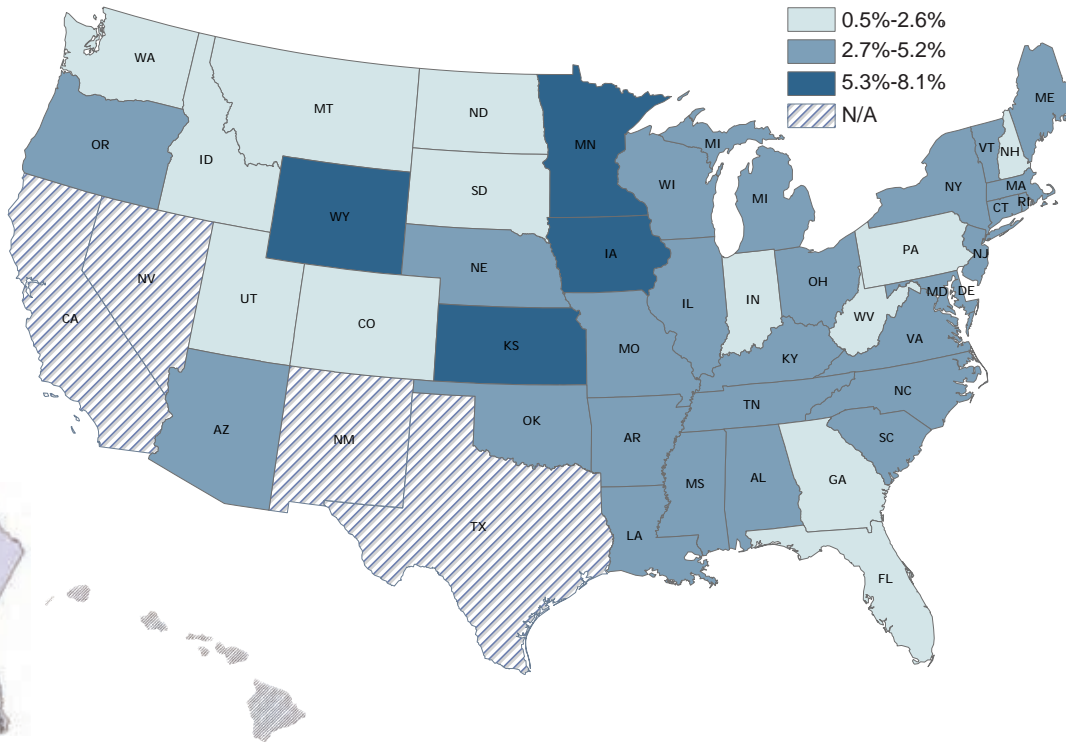 0.5%-2.6%
2.7%-5.2%
5.3%-8.1%
N/A
WA
MT
ND
MN
ME
OR
ID
SD
WI
MI
MI
VT
NH
NY
MA
CT
RI
WY
IA
NE
PA
NJ
NV
UT
CO
IL
IN
OH
MD
DE
WV
CA
KS
MO
KY
VA
AZ
NM
OK
AR
TN
NC
SC
MS
AL
GA
TX
LA
FL